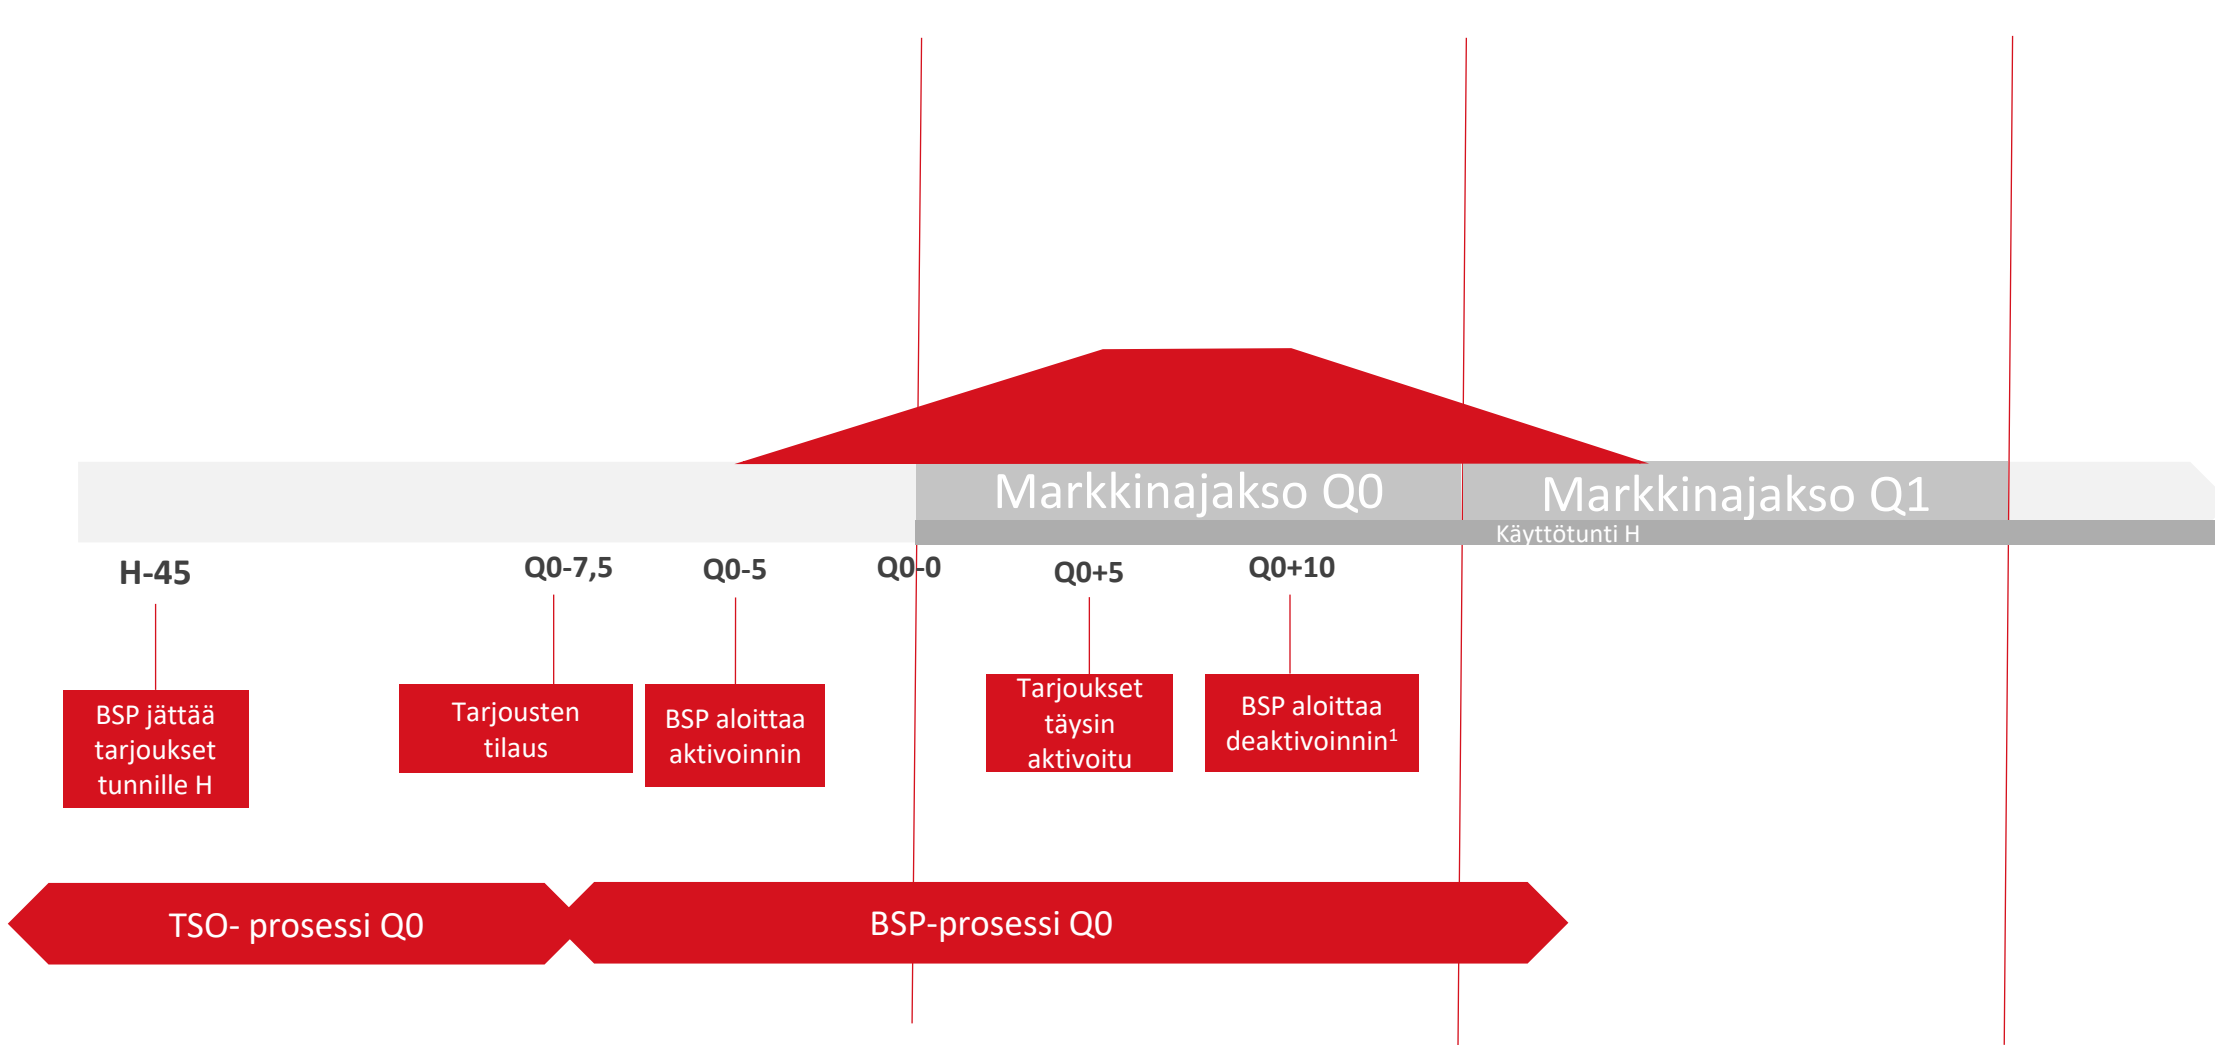 Markkinajakso Q0
Markkinajakso Q1
Käyttötunti H
H-45
Q0-7,5
Q0-5
Q0-0
Q0+5
Q0+10
BSP jättää
tarjoukset
tunnille H
Tarjousten
tilaus
BSP aloittaa
aktivoinnin
Tarjoukset
täysin
aktivoitu
BSP aloittaa
deaktivoinnin¹
TSO- prosessi Q0
BSP-prosessi Q0